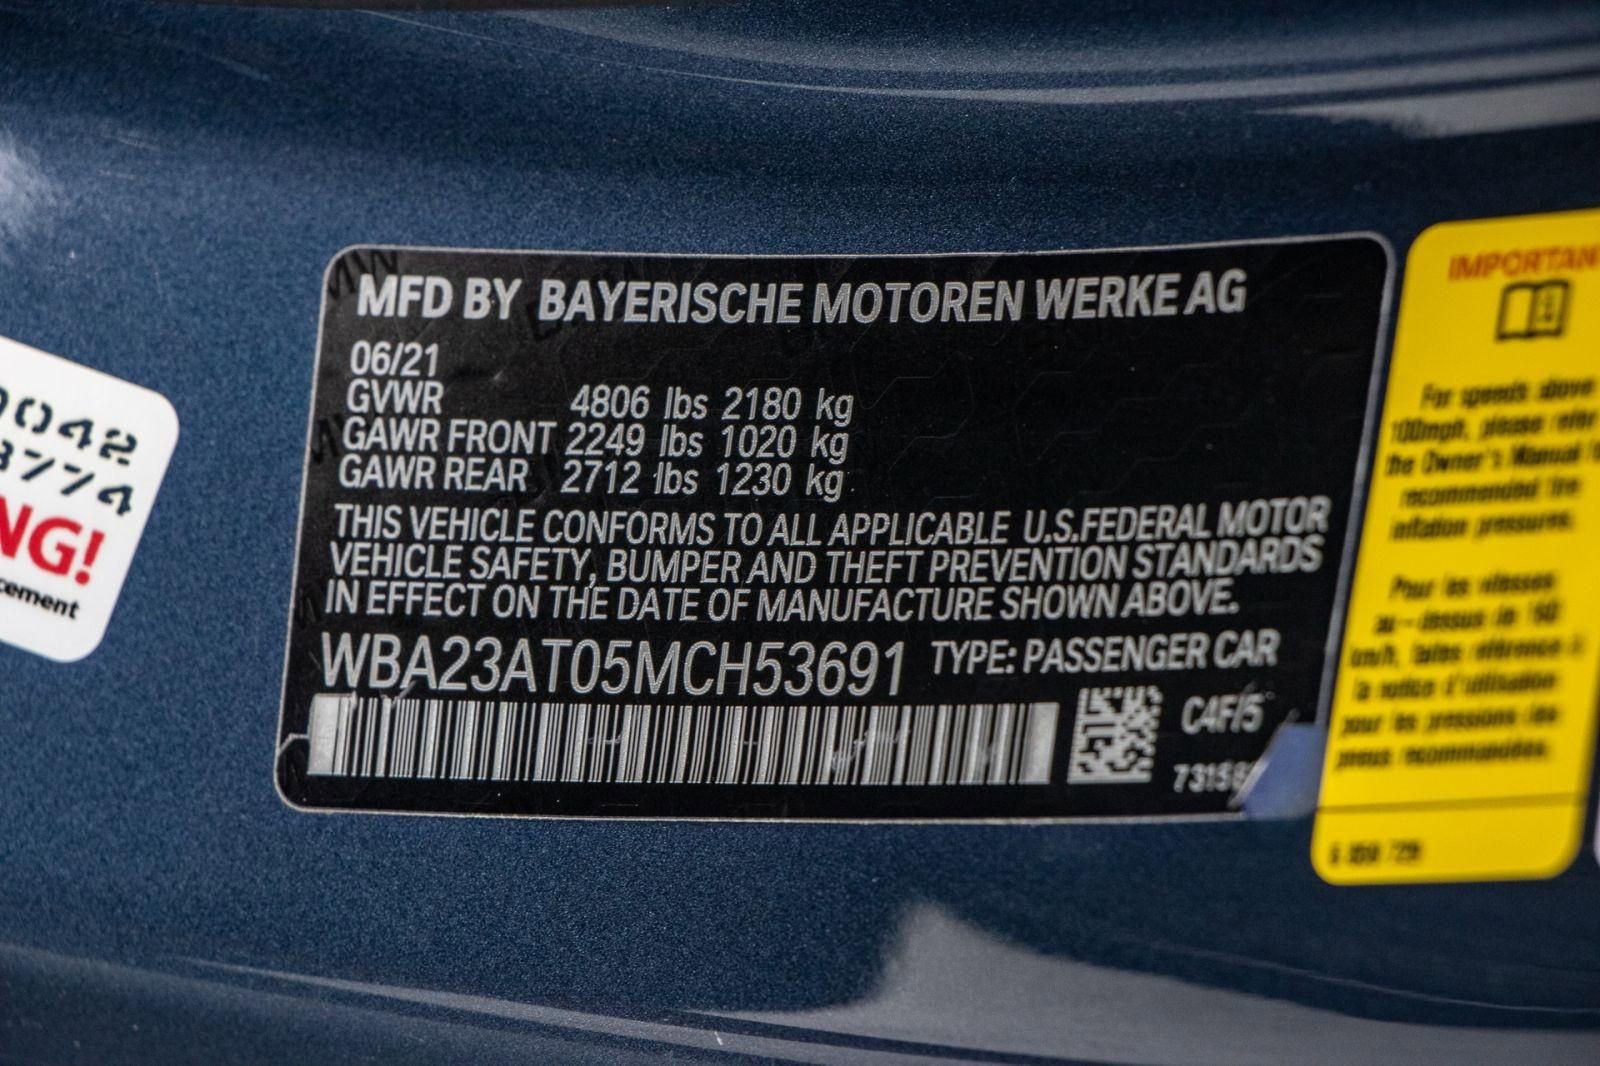 MFD BY BAYERISCHE MOTOREN WERKE AG
06/21
GVWR 4806 lbs 2180 kg
GAWR FRONT 2249 lbs 1020 kg
GAWR REAR 2712 lbs 1230 kg
THIS VEHICLE CONFORMS TO ALL APPLICABLE U.S.FEDERAL MOTOR
VEHICLE SAFETY, BUMPER AND THEFT PREVENTION STANDARDS
IN EFFECT ON THE DATE OF MANUFACTURE SHOWN ABOVE.
WBA23AT05MCH53691 TYPE: PASSENGER CAR
C4F/5
73158
0042
3774
NG!
cement
IMPORTAN
For speeds above
100mph, please refer
the Owner's Manual
recommended tire
inflation pressures.
Pour les vitesses
au-dessus de 160
km/h, faites référence
la notice d'utilisation
pour les pressions des
pneus recommandées.